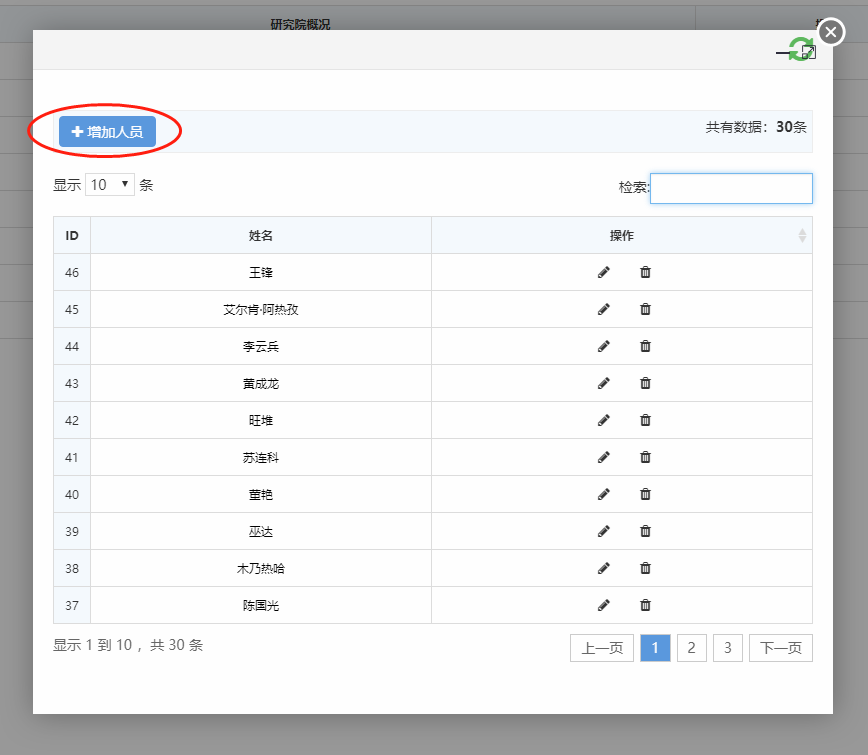 研究院概况
增加人员
共有数据：30条
显示 10 条
检索:
ID 姓名 操作
46 王锋
45 艾尔肯·阿热孜
44 李云兵
43 黄成龙
42 旺堆
41 苏连科
40 董艳
39 巫达
38 木乃热哈
37 陈国光
显示 1 到 10 ，共 30 条
上一页 1 2 3 下一页